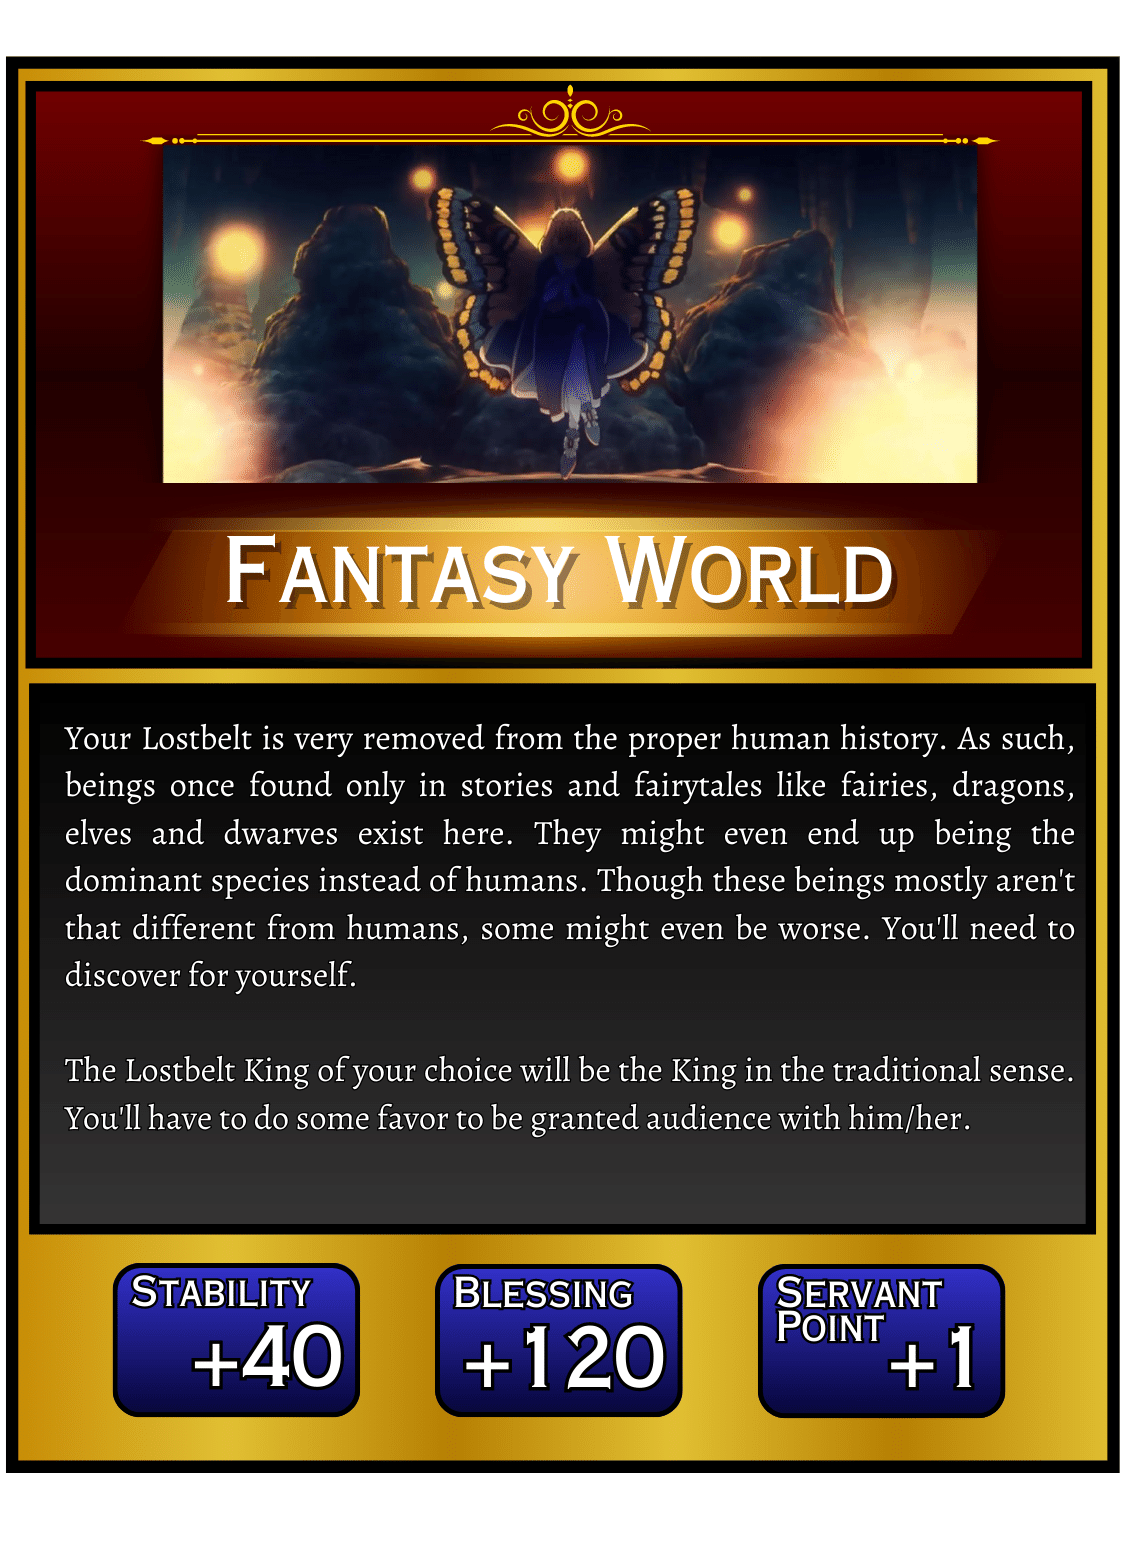 Fantasy World
Your Lostbelt is very removed from the proper human history. As such,
beings once found only in stories and fairytales like fairies, dragons,
elves and dwarves exist here. They might even end up being the
dominant species instead of humans. Though these beings mostly aren't
that different from humans, some might even be worse. You'll need to
discover for yourself.
The Lostbelt King of your choice will be the King in the traditional sense.
You'll have to do some favor to be granted audience with him/her.
Stability
+40
Blessing
+120
Servant
Point
+1